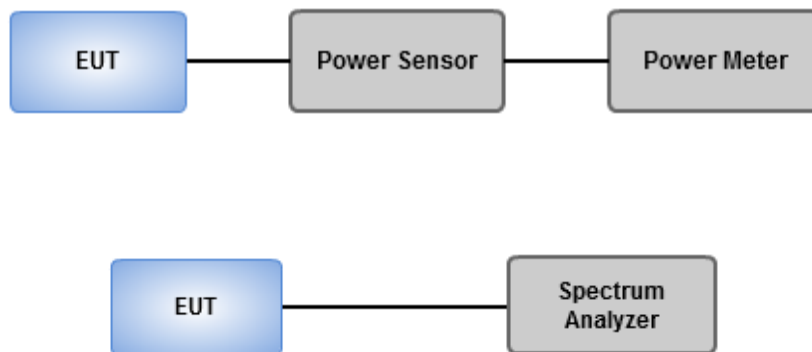 EUT
Power Sensor
Power Meter
EUT
Spectrum
Analyzer